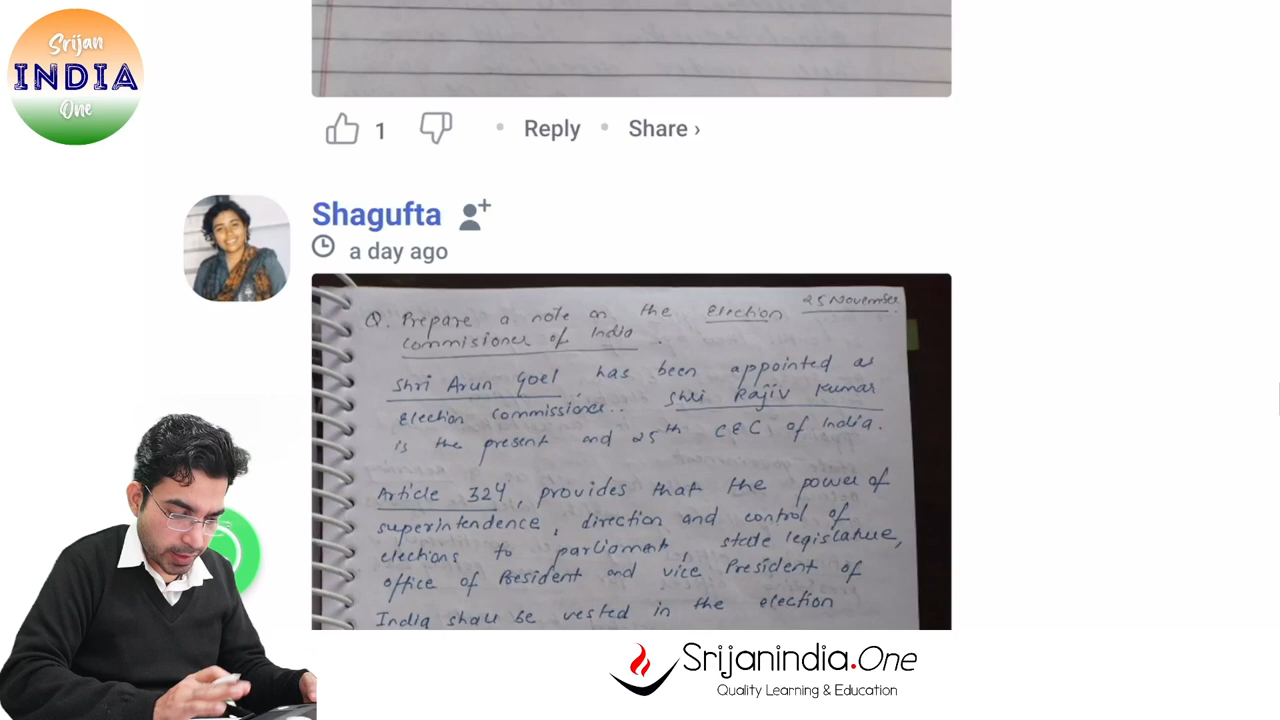 Srijan
INDIA
One
1
Reply
Share ›
Shagufta
a day ago
25 November
Q. Prepare a note on the Election
Commisioner of India.
Shri Arun Goel has been appointed as
Election Commissioner.. Shri Rajiv Kumar
is the present and 25th CEC of India.
Article 324, provides that the power of
superintendence, direction and control of
elections to parliament, state legislature,
office of President and vice President of
India shall be vested in the election
Srijanindia.One
Quality Learning & Education